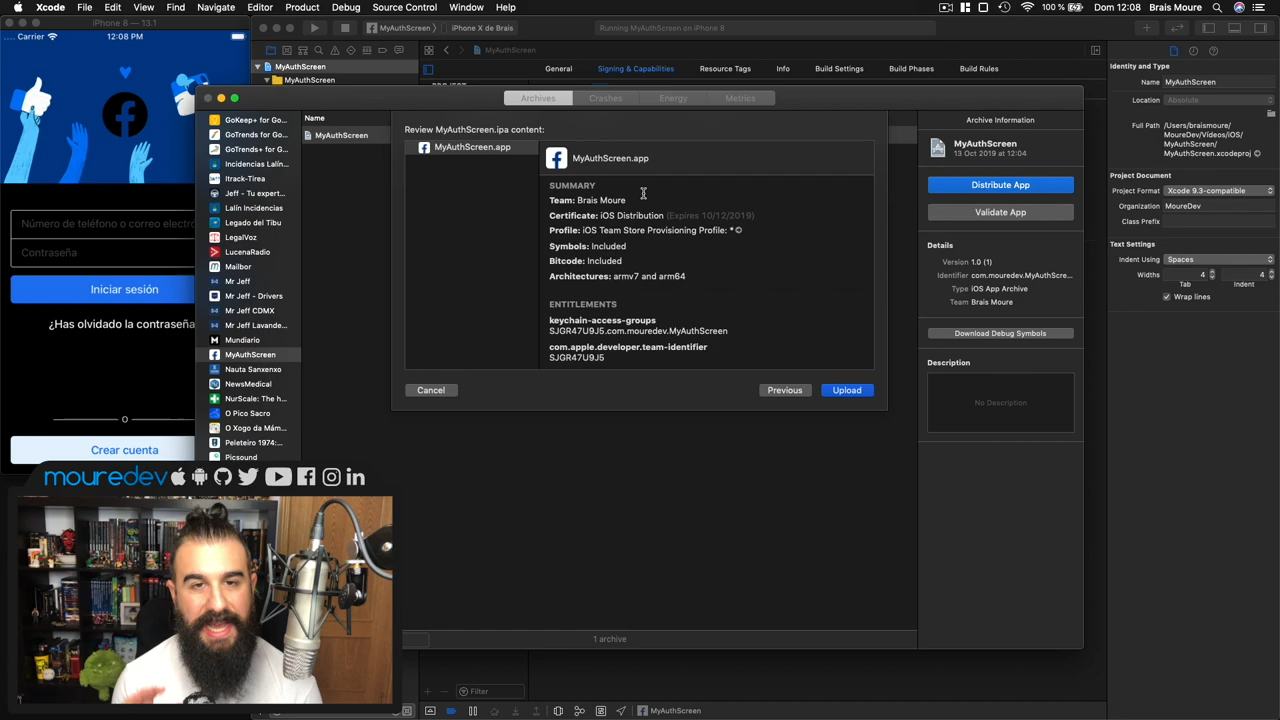 Xcode File Edit View Find Navigate Editor Product Debug Source Control Window Help
100 % Dom 12:08 Brais Moure
iPhone 8 — 13.1
MyAuthScreen
iPhone X de Brais
Running MyAuthScreen on iPhone 8
Carrier
12:08 PM
MyAuthScreen
MyAuthScreen
MyAuthScreen
General
Signing & Capabilities
Resource Tags
Info
Build Settings
Build Phases
Build Rules
Archives
Crashes
Energy
Metrics
Name
MyAuthScreen
GoKeep+ for Go...
GoTrends for Goo...
GoTrends+ for Go...
Incidencias Lalín...
Itrack-Tirea
Jeff - Tu expert...
Lalín Incidencias
Legado del Tibu
LegalVoz
LucenaRadio
Mailbor
Mr Jeff
Mr Jeff - Drivers
Mr Jeff CDMX
Mr Jeff Lavande...
Mundiario
MyAuthScreen
Nauta Sanxenxo
NewsMedical
NurScale: The h...
O Pico Sacro
O Xogo da Mám...
Peleteiro 1974:...
Picsound
Review MyAuthScreen.ipa content:
MyAuthScreen.app
MyAuthScreen.app
SUMMARY
Team: Brais Moure
Certificate: iOS Distribution (Expires 10/12/2019)
Profile: iOS Team Store Provisioning Profile: *
Symbols: Included
Bitcode: Included
Architectures: armv7 and arm64
ENTITLEMENTS
keychain-access-groups
SJGR47U9J5.com.mouredev.MyAuthScreen
com.apple.developer.team-identifier
SJGR47U9J5
Cancel
Previous
Upload
1 archive
Archive Information
MyAuthScreen
13 Oct 2019 at 12:04
Distribute App
Validate App
Details
Version 1.0 (1)
Identifier com.mouredev.MyAuthScre...
Type iOS App Archive
Team Brais Moure
Download Debug Symbols
Description
No Description
Identity and Type
Name MyAuthScreen
Location Absolute
Full Path /Users/braismoure/
MoureDev/Vídeos/iOS/
MyAuthScreen/
MyAuthScreen.xcodeproj
Project Document
Project Format Xcode 9.3-compatible
Organization MoureDev
Class Prefix
Text Settings
Indent Using Spaces
Widths 4 4
Tab Indent
Wrap lines
Número de teléfono o correo electró
Contraseña
Iniciar sesión
¿Has olvidado la contraseña
O
Crear cuenta
mouredev
Filter
MyAuthScreen